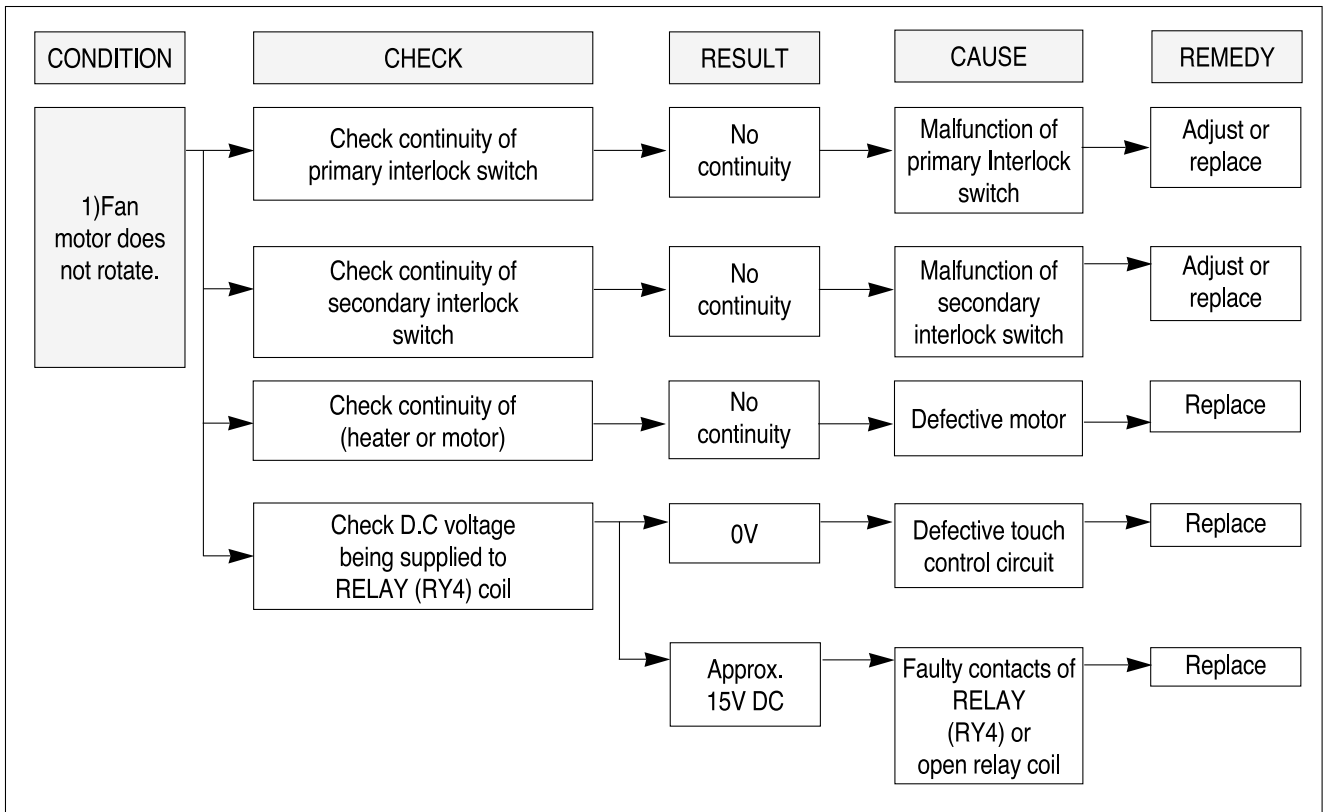 CONDITION
CHECK
RESULT
CAUSE
REMEDY
1)Fan
motor does
not rotate.
Check continuity of
primary interlock switch
No
continuity
Malfunction of
primary Interlock
switch
Adjust or
replace
Check continuity of
secondary interlock
switch
No
continuity
Malfunction of
secondary
interlock switch
Adjust or
replace
Check continuity of
(heater or motor)
No
continuity
Defective motor
Replace
Check D.C voltage
being supplied to
RELAY (RY4) coil
0V
Defective touch
control circuit
Replace
Approx.
15V DC
Faulty contacts of
RELAY
(RY4) or
open relay coil
Replace